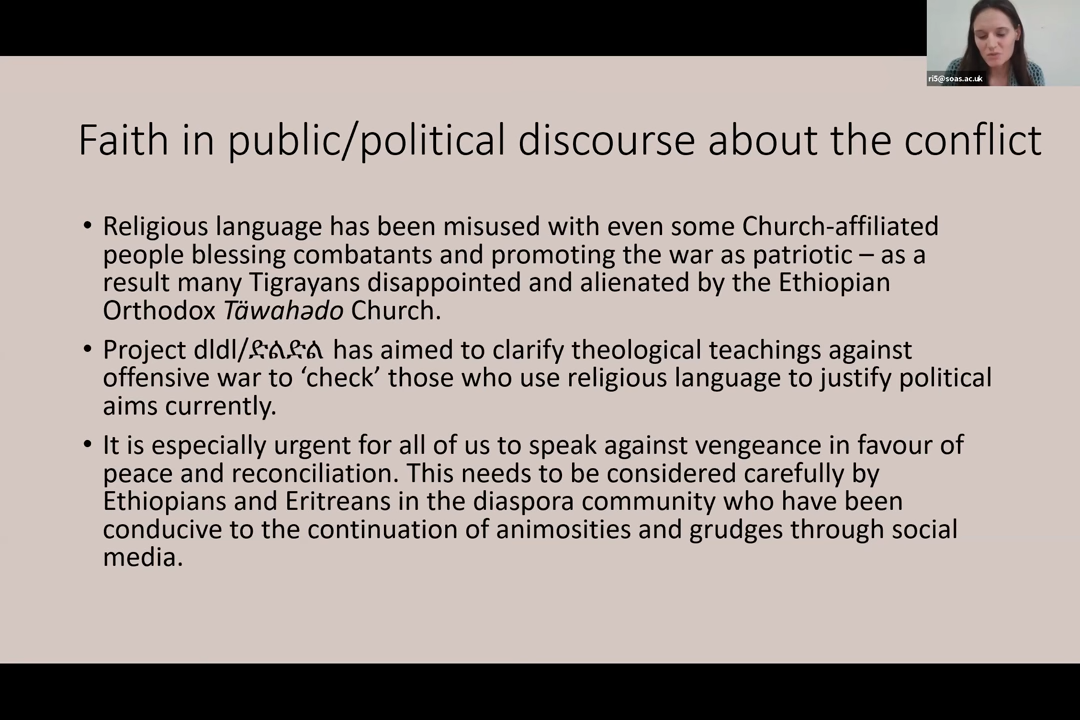 ri5@soas.ac.uk
Faith in public/political discourse about the conflict
• Religious language has been misused with even some Church-affiliated
people blessing combatants and promoting the war as patriotic – as a
result many Tigrayans disappointed and alienated by the Ethiopian
Orthodox Täwahədo Church.
• Project dldl/ድልድል has aimed to clarify theological teachings against
offensive war to ‘check’ those who use religious language to justify political
aims currently.
• It is especially urgent for all of us to speak against vengeance in favour of
peace and reconciliation. This needs to be considered carefully by
Ethiopians and Eritreans in the diaspora community who have been
conducive to the continuation of animosities and grudges through social
media.